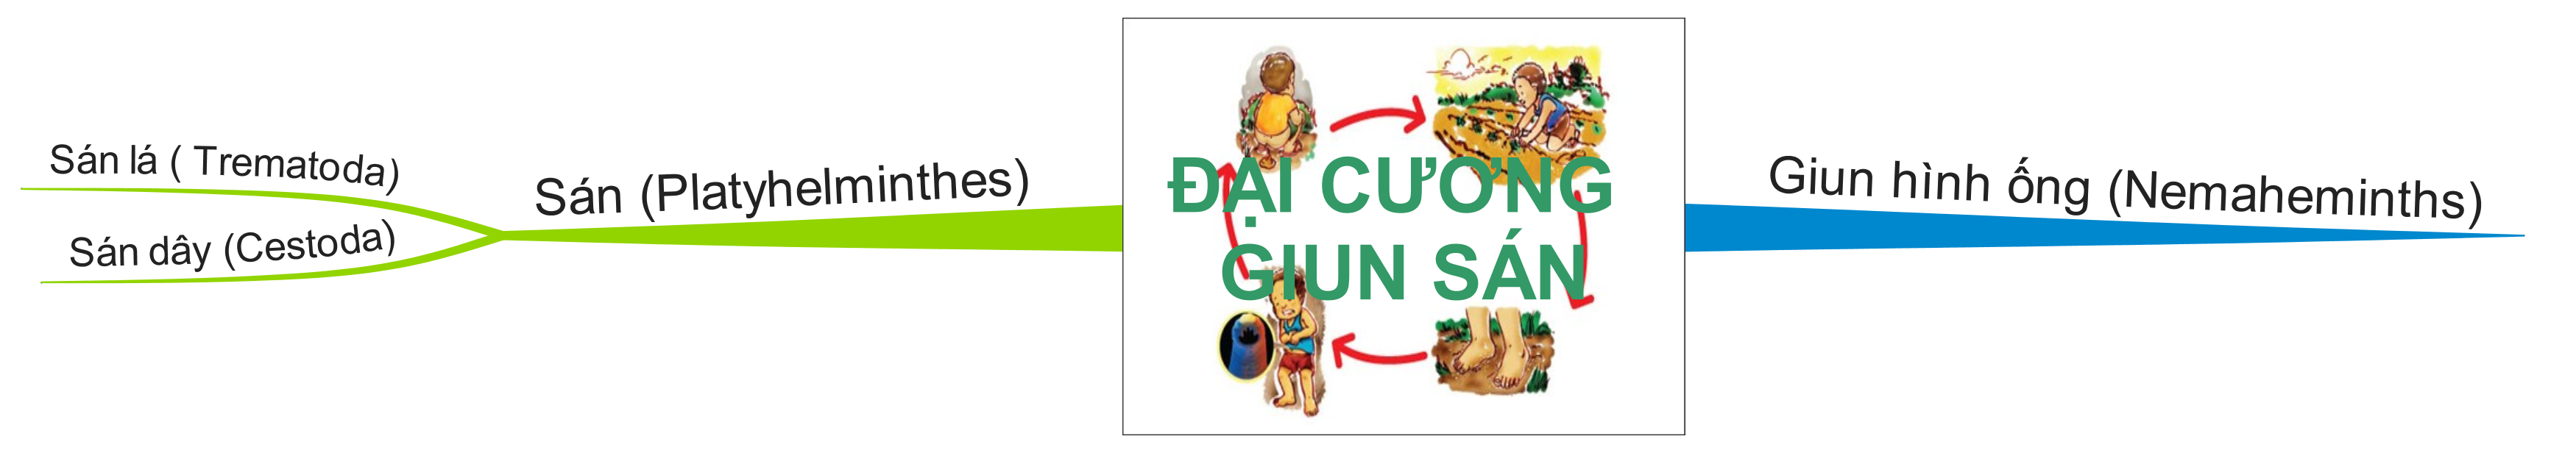 Sán lá ( Trematoda)
Sán dây (Cestoda)
Sán (Platyhelminthes)
ĐẠI CƯƠNG
GIUN SÁN
Giun hình ống (Nemaheminths)